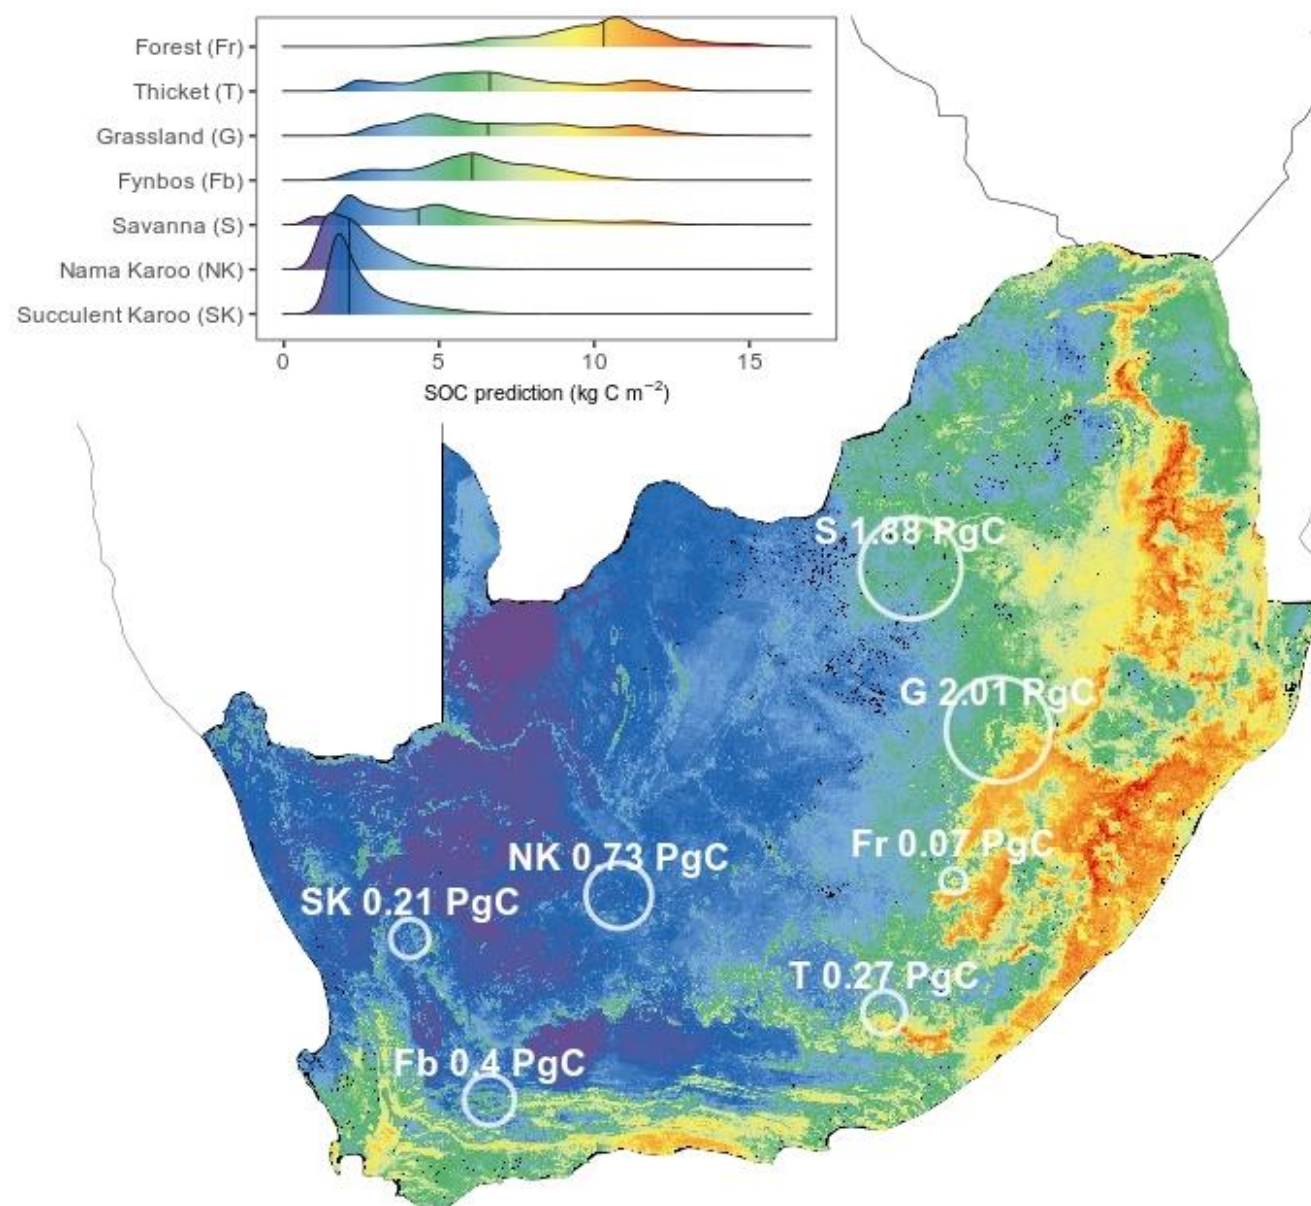 Forest (Fr)
Thicket (T)
Grassland (G)
Fynbos (Fb)
Savanna (S)
Nama Karoo (NK)
Succulent Karoo (SK)
0 5 10 15
SOC prediction (kg C m⁻²)
S 1.88 PgC
G 2.01 PgC
Fr 0.07 PgC
NK 0.73 PgC
SK 0.21 PgC
T 0.27 PgC
Fb 0.4 PgC